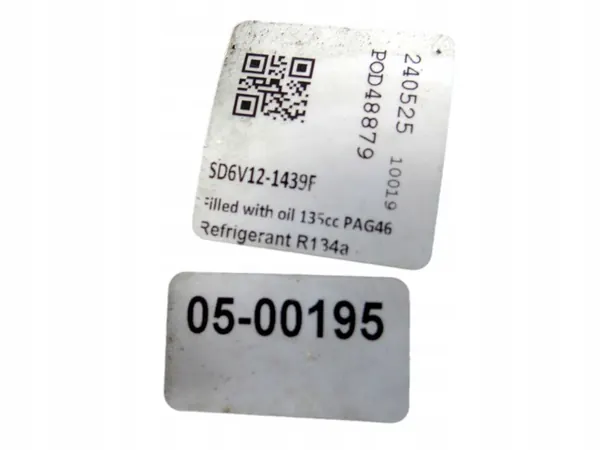 240525 10019
POD48879
SD6V12-1439F
Filled with oil 135cc PAG46
Refrigerant R134a
05-00195